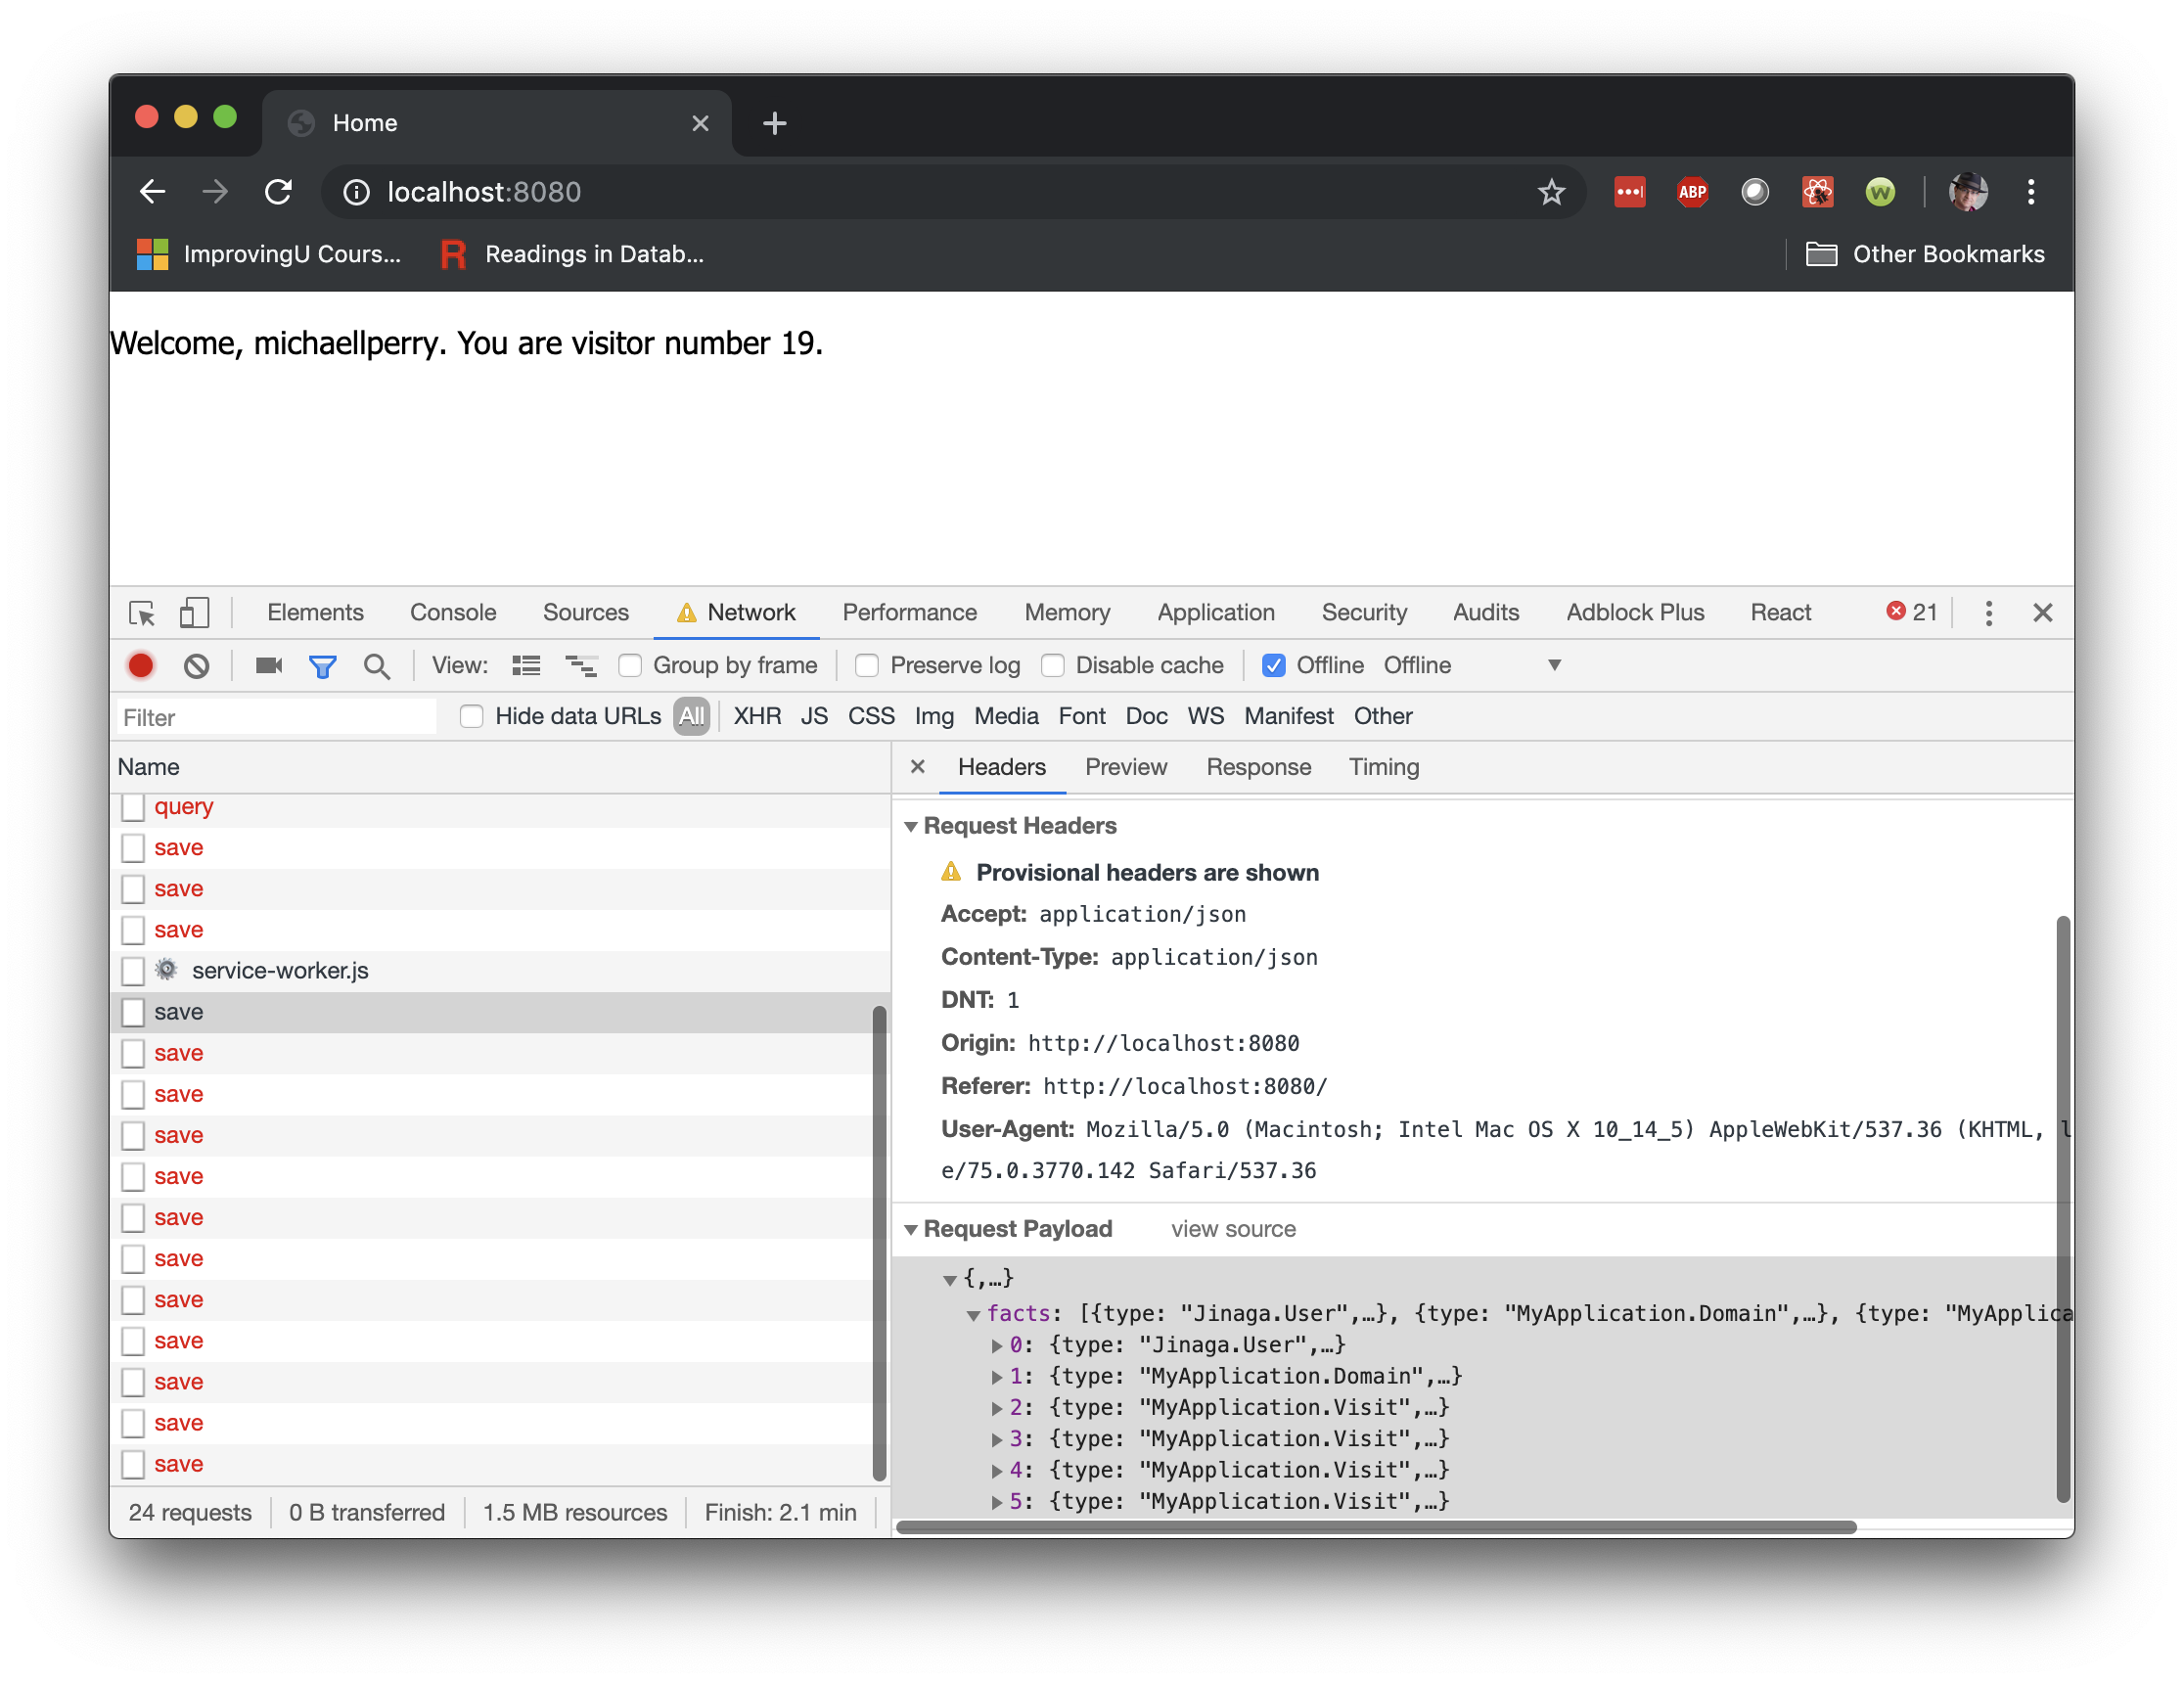 Home
localhost:8080
ABP
ImprovingU Cours...
R Readings in Datab...
Other Bookmarks
Welcome, michaellperry. You are visitor number 19.
Elements Console Sources Network Performance Memory Application Security Audits Adblock Plus React 21
View: Group by frame Preserve log Disable cache Offline Offline
Filter Hide data URLs All XHR JS CSS Img Media Font Doc WS Manifest Other
Name
query
save
save
save
service-worker.js
save
save
save
save
save
save
save
save
save
save
save
save
24 requests 0 B transferred 1.5 MB resources Finish: 2.1 min
Headers Preview Response Timing
Request Headers
Provisional headers are shown
Accept: application/json
Content-Type: application/json
DNT: 1
Origin: http://localhost:8080
Referer: http://localhost:8080/
User-Agent: Mozilla/5.0 (Macintosh; Intel Mac OS X 10_14_5) AppleWebKit/537.36 (KHTML, l
e/75.0.3770.142 Safari/537.36
Request Payload view source
{,…}
facts: [{type: "Jinaga.User",…}, {type: "MyApplication.Domain",…}, {type: "MyApplica
0: {type: "Jinaga.User",…}
1: {type: "MyApplication.Domain",…}
2: {type: "MyApplication.Visit",…}
3: {type: "MyApplication.Visit",…}
4: {type: "MyApplication.Visit",…}
5: {type: "MyApplication.Visit",…}